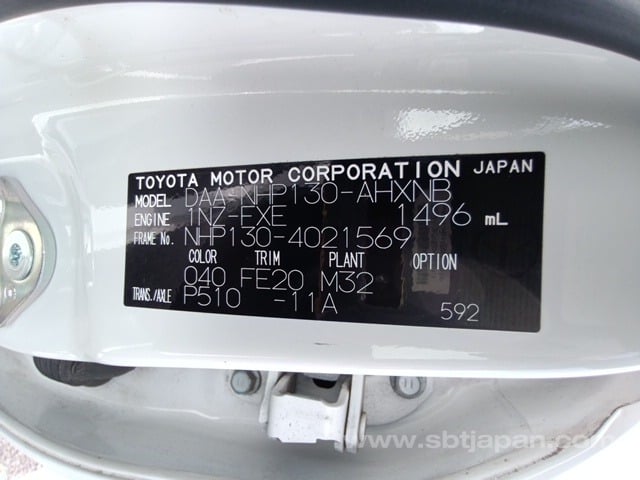 TOYOTA MOTOR CORPORATION JAPAN
MODEL DAA-NHP130-AHXNB
ENGINE 1NZ-FXE 1496 mL
FRAME No. NHP130-4021569
COLOR TRIM PLANT OPTION
040 FE20 M32
TRANS./AXLE P510 -11A 592
www.sbtjapan.com